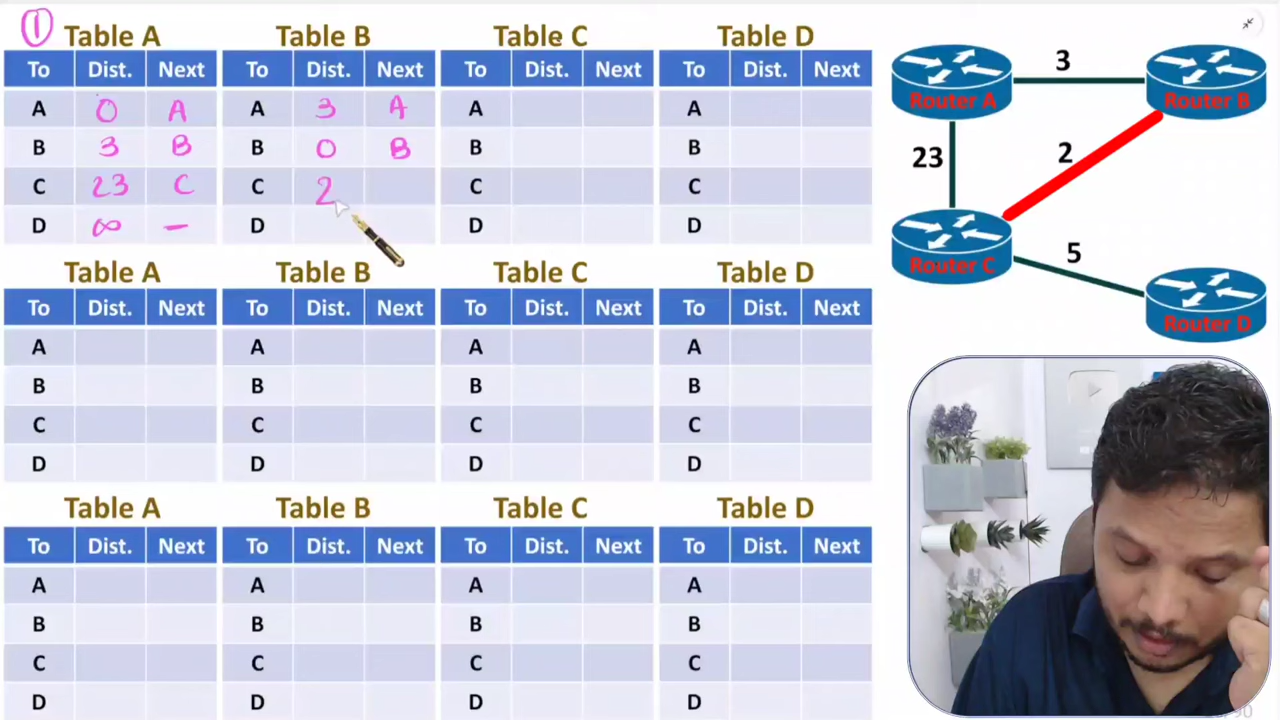 ①
Table A Table B Table C Table D
To Dist. Next To Dist. Next To Dist. Next To Dist. Next
A 0 A A 3 A A A
B 3 B B 0 B B B
C 23 C C 2 C C
D ∞ – D D D
Table A Table B Table C Table D
To Dist. Next To Dist. Next To Dist. Next To Dist. Next
A A A A
B B B B
C C C C
D D D D
Table A Table B Table C Table D
To Dist. Next To Dist. Next To Dist. Next To Dist. Next
A A A A
B B B B
C C C C
D D D D
3
Router A Router B
23 2
Router C 5
Router D